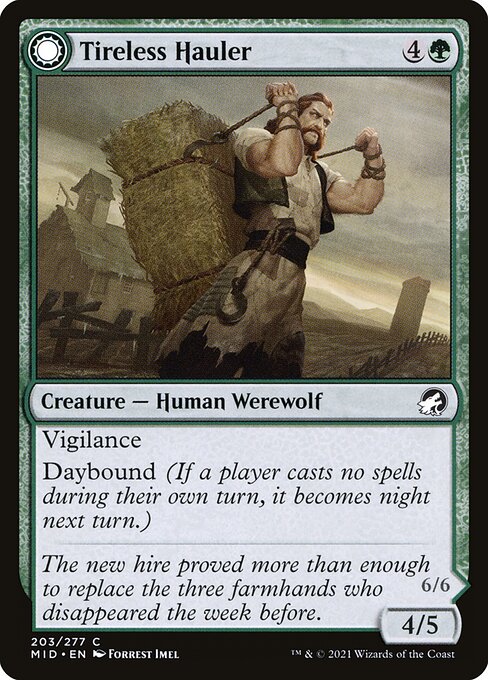 Tireless Hauler 4
Creature — Human Werewolf
Vigilance
Daybound (If a player casts no spells
during their own turn, it becomes night
next turn.)
The new hire proved more than enough
to replace the three farmhands who
disappeared the week before.
6/6
4/5
203/277 C
MID • EN Forrest Imel
™ & © 2021 Wizards of the Coast